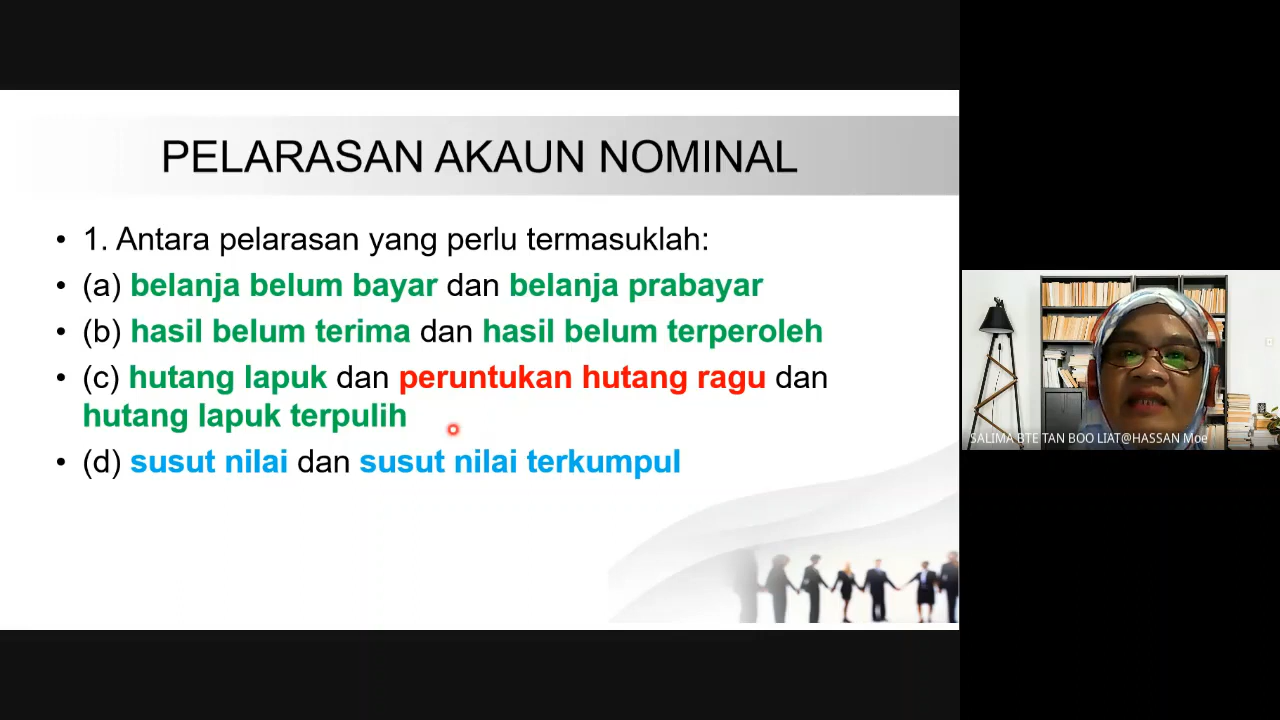 PELARASAN AKAUN NOMINAL
• 1. Antara pelarasan yang perlu termasuklah:
• (a) belanja belum bayar dan belanja prabayar
• (b) hasil belum terima dan hasil belum terperoleh
• (c) hutang lapuk dan peruntukan hutang ragu dan
hutang lapuk terpulih
• (d) susut nilai dan susut nilai terkumpul
SALIMA BTE TAN BOO LIAT@HASSAN Moe